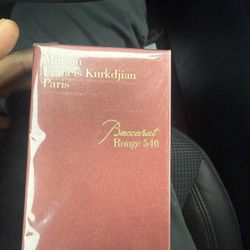 Maison
Francis Kurkdjian
Paris
Baccarat
Rouge 540